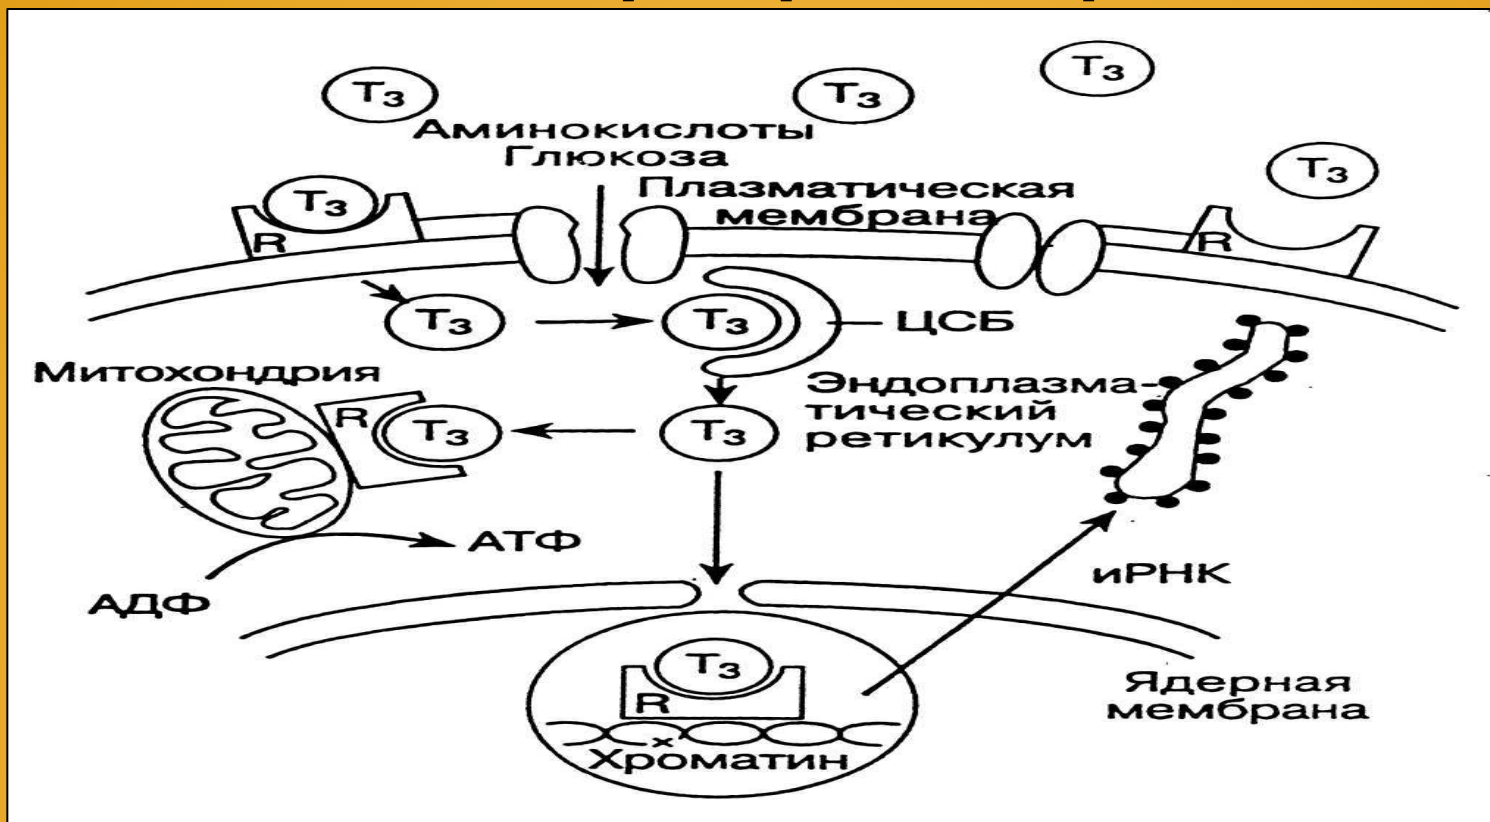 Т3
Т3
Т3
Аминокислоты
Глюкоза
Т3
Плазматическая
мембрана
Т3
R
R
Т3
Т3
ЦСБ
Митохондрия
Эндоплазма-
тический
ретикулум
R
Т3
Т3
АТФ
АДФ
иРНК
Т3
R
Ядерная
мембрана
х
Хроматин